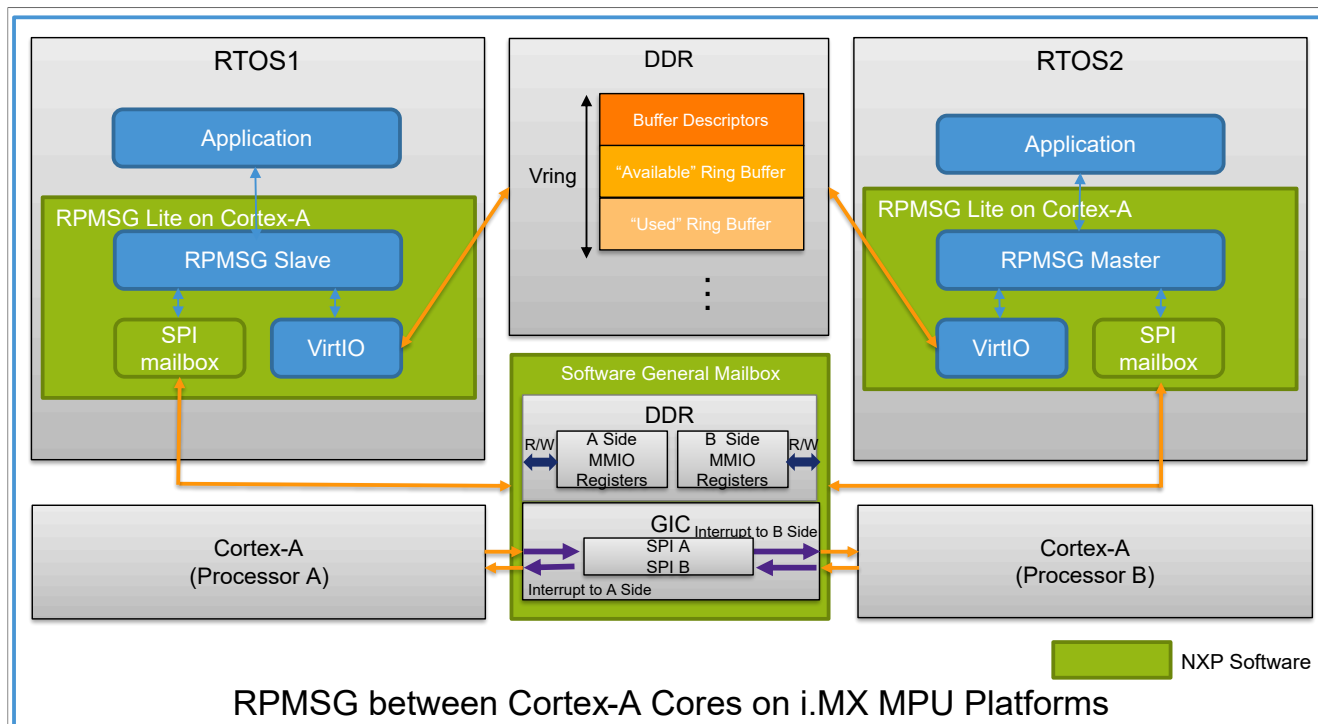 RTOS1
Application
RPMSG Lite on Cortex-A
RPMSG Slave
SPI
mailbox
VirtIO
DDR
Vring
Buffer Descriptors
“Available” Ring Buffer
“Used” Ring Buffer
RTOS2
Application
RPMSG Lite on Cortex-A
RPMSG Master
VirtIO
SPI
mailbox
Software General Mailbox
DDR
R/W
A Side
MMIO
Registers
B Side
MMIO
Registers
R/W
GIC
Interrupt to B Side
SPI A
SPI B
Interrupt to A Side
Cortex-A
(Processor A)
Cortex-A
(Processor B)
NXP Software
RPMSG between Cortex-A Cores on i.MX MPU Platforms